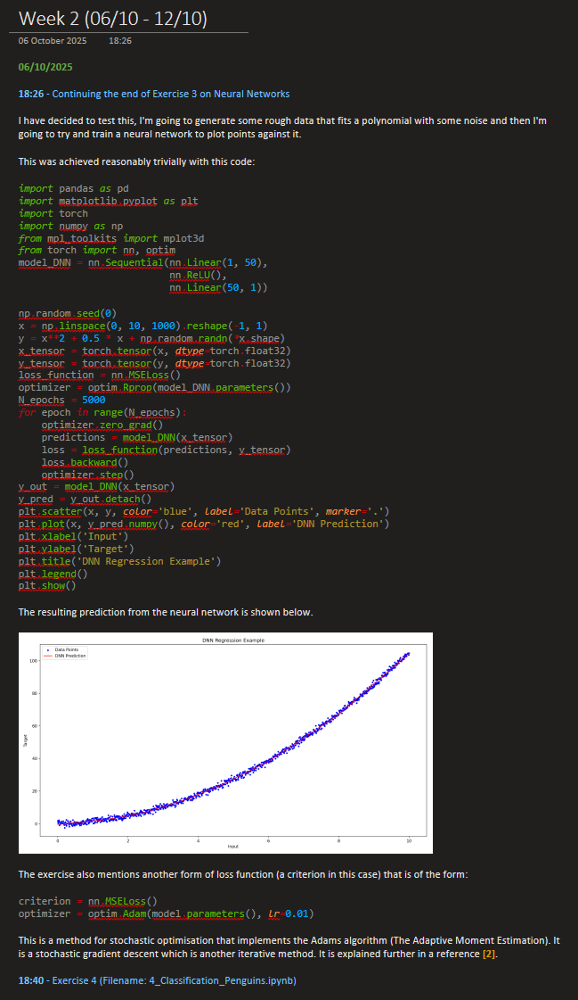 Week 2 (06/10 - 12/10)
06 October 2025 18:26
06/10/2025
18:26 - Continuing the end of Exercise 3 on Neural Networks
I have decided to test this, I'm going to generate some rough data that fits a polynomial with some noise and then I'm
going to try and train a neural network to plot points against it.
This was achieved reasonably trivially with this code:
import pandas as pd
import matplotlib.pyplot as plt
import torch
import numpy as np
from mpl_toolkits import mplot3d
from torch import nn, optim
model_DNN = nn.Sequential(nn.Linear(1, 50),
nn.ReLU(),
nn.Linear(50, 1))
np.random.seed(0)
x = np.linspace(0, 10, 1000).reshape(-1, 1)
y = x**2 + 0.5 * x + np.random.randn(*x.shape)
x_tensor = torch.tensor(x, dtype=torch.float32)
y_tensor = torch.tensor(y, dtype=torch.float32)
loss_function = nn.MSELoss()
optimizer = optim.Rprop(model_DNN.parameters())
N_epochs = 5000
for epoch in range(N_epochs):
optimizer.zero_grad()
predictions = model_DNN(x_tensor)
loss = loss_function(predictions, y_tensor)
loss.backward()
optimizer.step()
y_out = model_DNN(x_tensor)
y_pred = y_out.detach()
plt.scatter(x, y, color='blue', label='Data Points', marker='.')
plt.plot(x, y_pred.numpy(), color='red', label='DNN Prediction')
plt.xlabel('Input')
plt.ylabel('Target')
plt.title('DNN Regression Example')
plt.legend()
plt.show()
The resulting prediction from the neural network is shown below.
DNN Regression Example
Data Points
DNN Prediction
100
80
60
40
20
0
Target
0 2 4 6 8 10
Input
The exercise also mentions another form of loss function (a criterion in this case) that is of the form:
criterion = nn.MSELoss()
optimizer = optim.Adam(model.parameters(), lr=0.01)
This is a method for stochastic optimisation that implements the Adams algorithm (The Adaptive Moment Estimation). It
is a stochastic gradient descent which is another iterative method. It is explained further in a reference [2].
18:40 - Exercise 4 (Filename: 4_Classification_Penguins.ipynb)